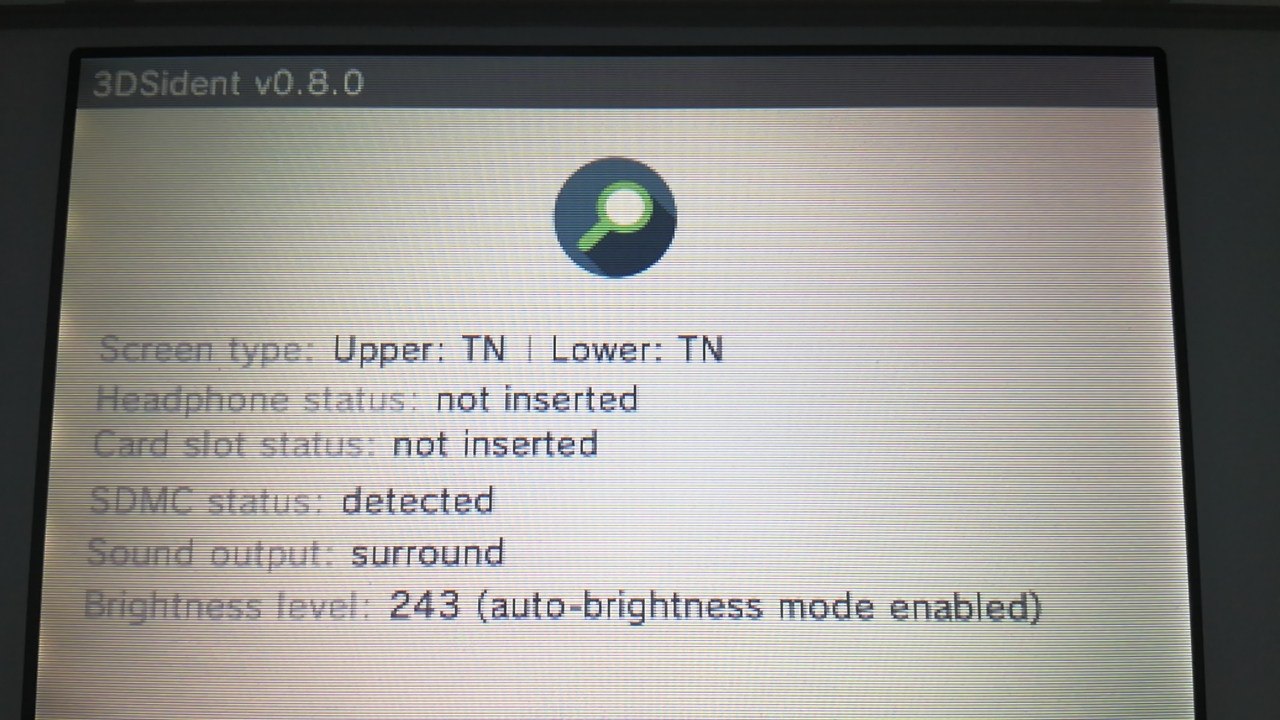 3DSident v0.8.0
Screen type: Upper: TN | Lower: TN
Headphone status: not inserted
Card slot status: not inserted
SDMC status: detected
Sound output: surround
Brightness level: 243 (auto-brightness mode enabled)